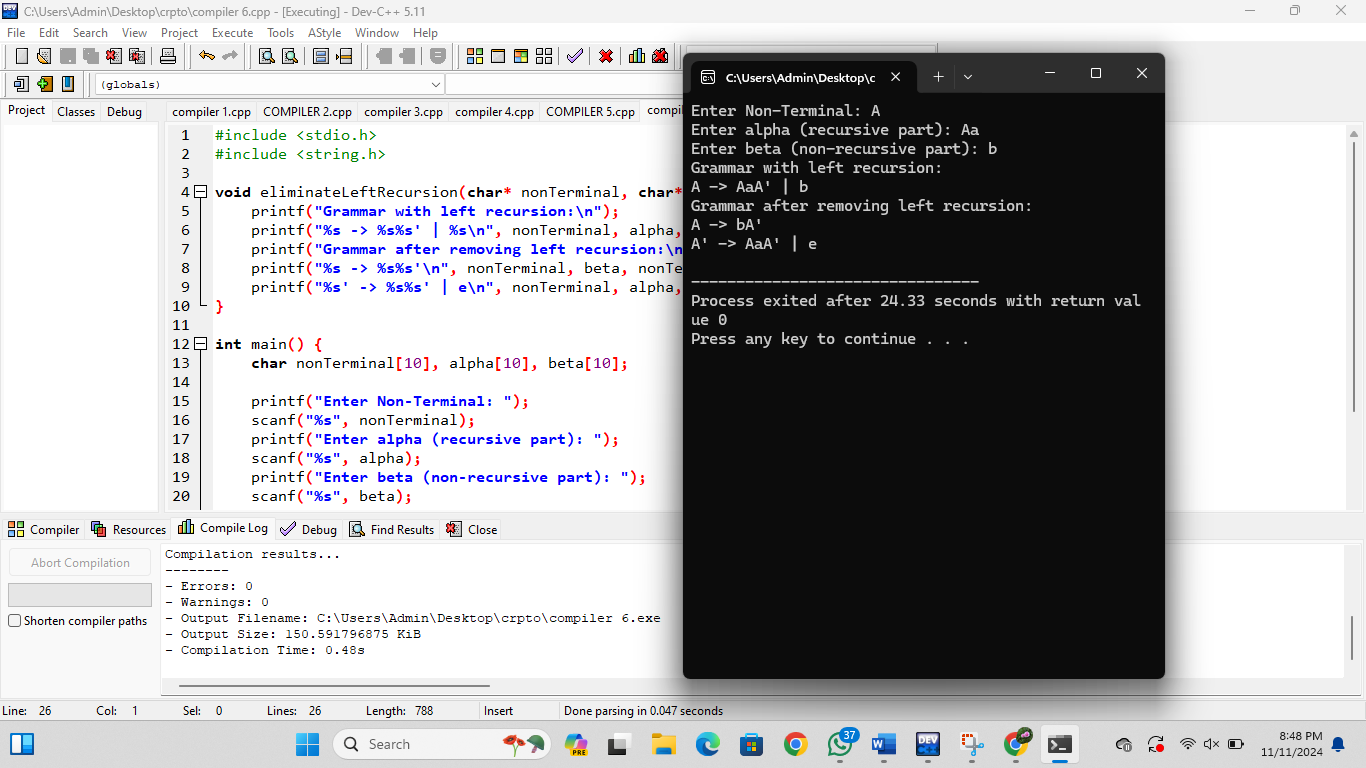 C:\Users\Admin\Desktop\crpto\compiler 6.cpp - [Executing] - Dev-C++ 5.11
File Edit Search View Project Execute Tools AStyle Window Help
(globals)
Project Classes Debug
compiler 1.cpp COMPILER 2.cpp compiler 3.cpp compiler 4.cpp COMPILER 5.cpp compil
1 #include <stdio.h>
2 #include <string.h>
3
4 void eliminateLeftRecursion(char* nonTerminal, char*
5 printf("Grammar with left recursion:\n");
6 printf("%s -> %s%s' | %s\n", nonTerminal, alpha,
7 printf("Grammar after removing left recursion:\n
8 printf("%s -> %s%s'\n", nonTerminal, beta, nonTe
9 printf("%s' -> %s%s' | e\n", nonTerminal, alpha,
10 }
11
12 int main() {
13 char nonTerminal[10], alpha[10], beta[10];
14
15 printf("Enter Non-Terminal: ");
16 scanf("%s", nonTerminal);
17 printf("Enter alpha (recursive part): ");
18 scanf("%s", alpha);
19 printf("Enter beta (non-recursive part): ");
20 scanf("%s", beta);
C:\Users\Admin\Desktop\c
Enter Non-Terminal: A
Enter alpha (recursive part): Aa
Enter beta (non-recursive part): b
Grammar with left recursion:
A -> AaA' | b
Grammar after removing left recursion:
A -> bA'
A' -> AaA' | e
--------------------------------
Process exited after 24.33 seconds with return val
ue 0
Press any key to continue . . .
Compiler Resources Compile Log Debug Find Results Close
Abort Compilation
Shorten compiler paths
Compilation results...
--------
- Errors: 0
- Warnings: 0
- Output Filename: C:\Users\Admin\Desktop\crpto\compiler 6.exe
- Output Size: 150.591796875 KiB
- Compilation Time: 0.48s
Line: 26 Col: 1 Sel: 0 Lines: 26 Length: 788 Insert Done parsing in 0.047 seconds
Search
PRE
37
DEV
8:48 PM
11/11/2024